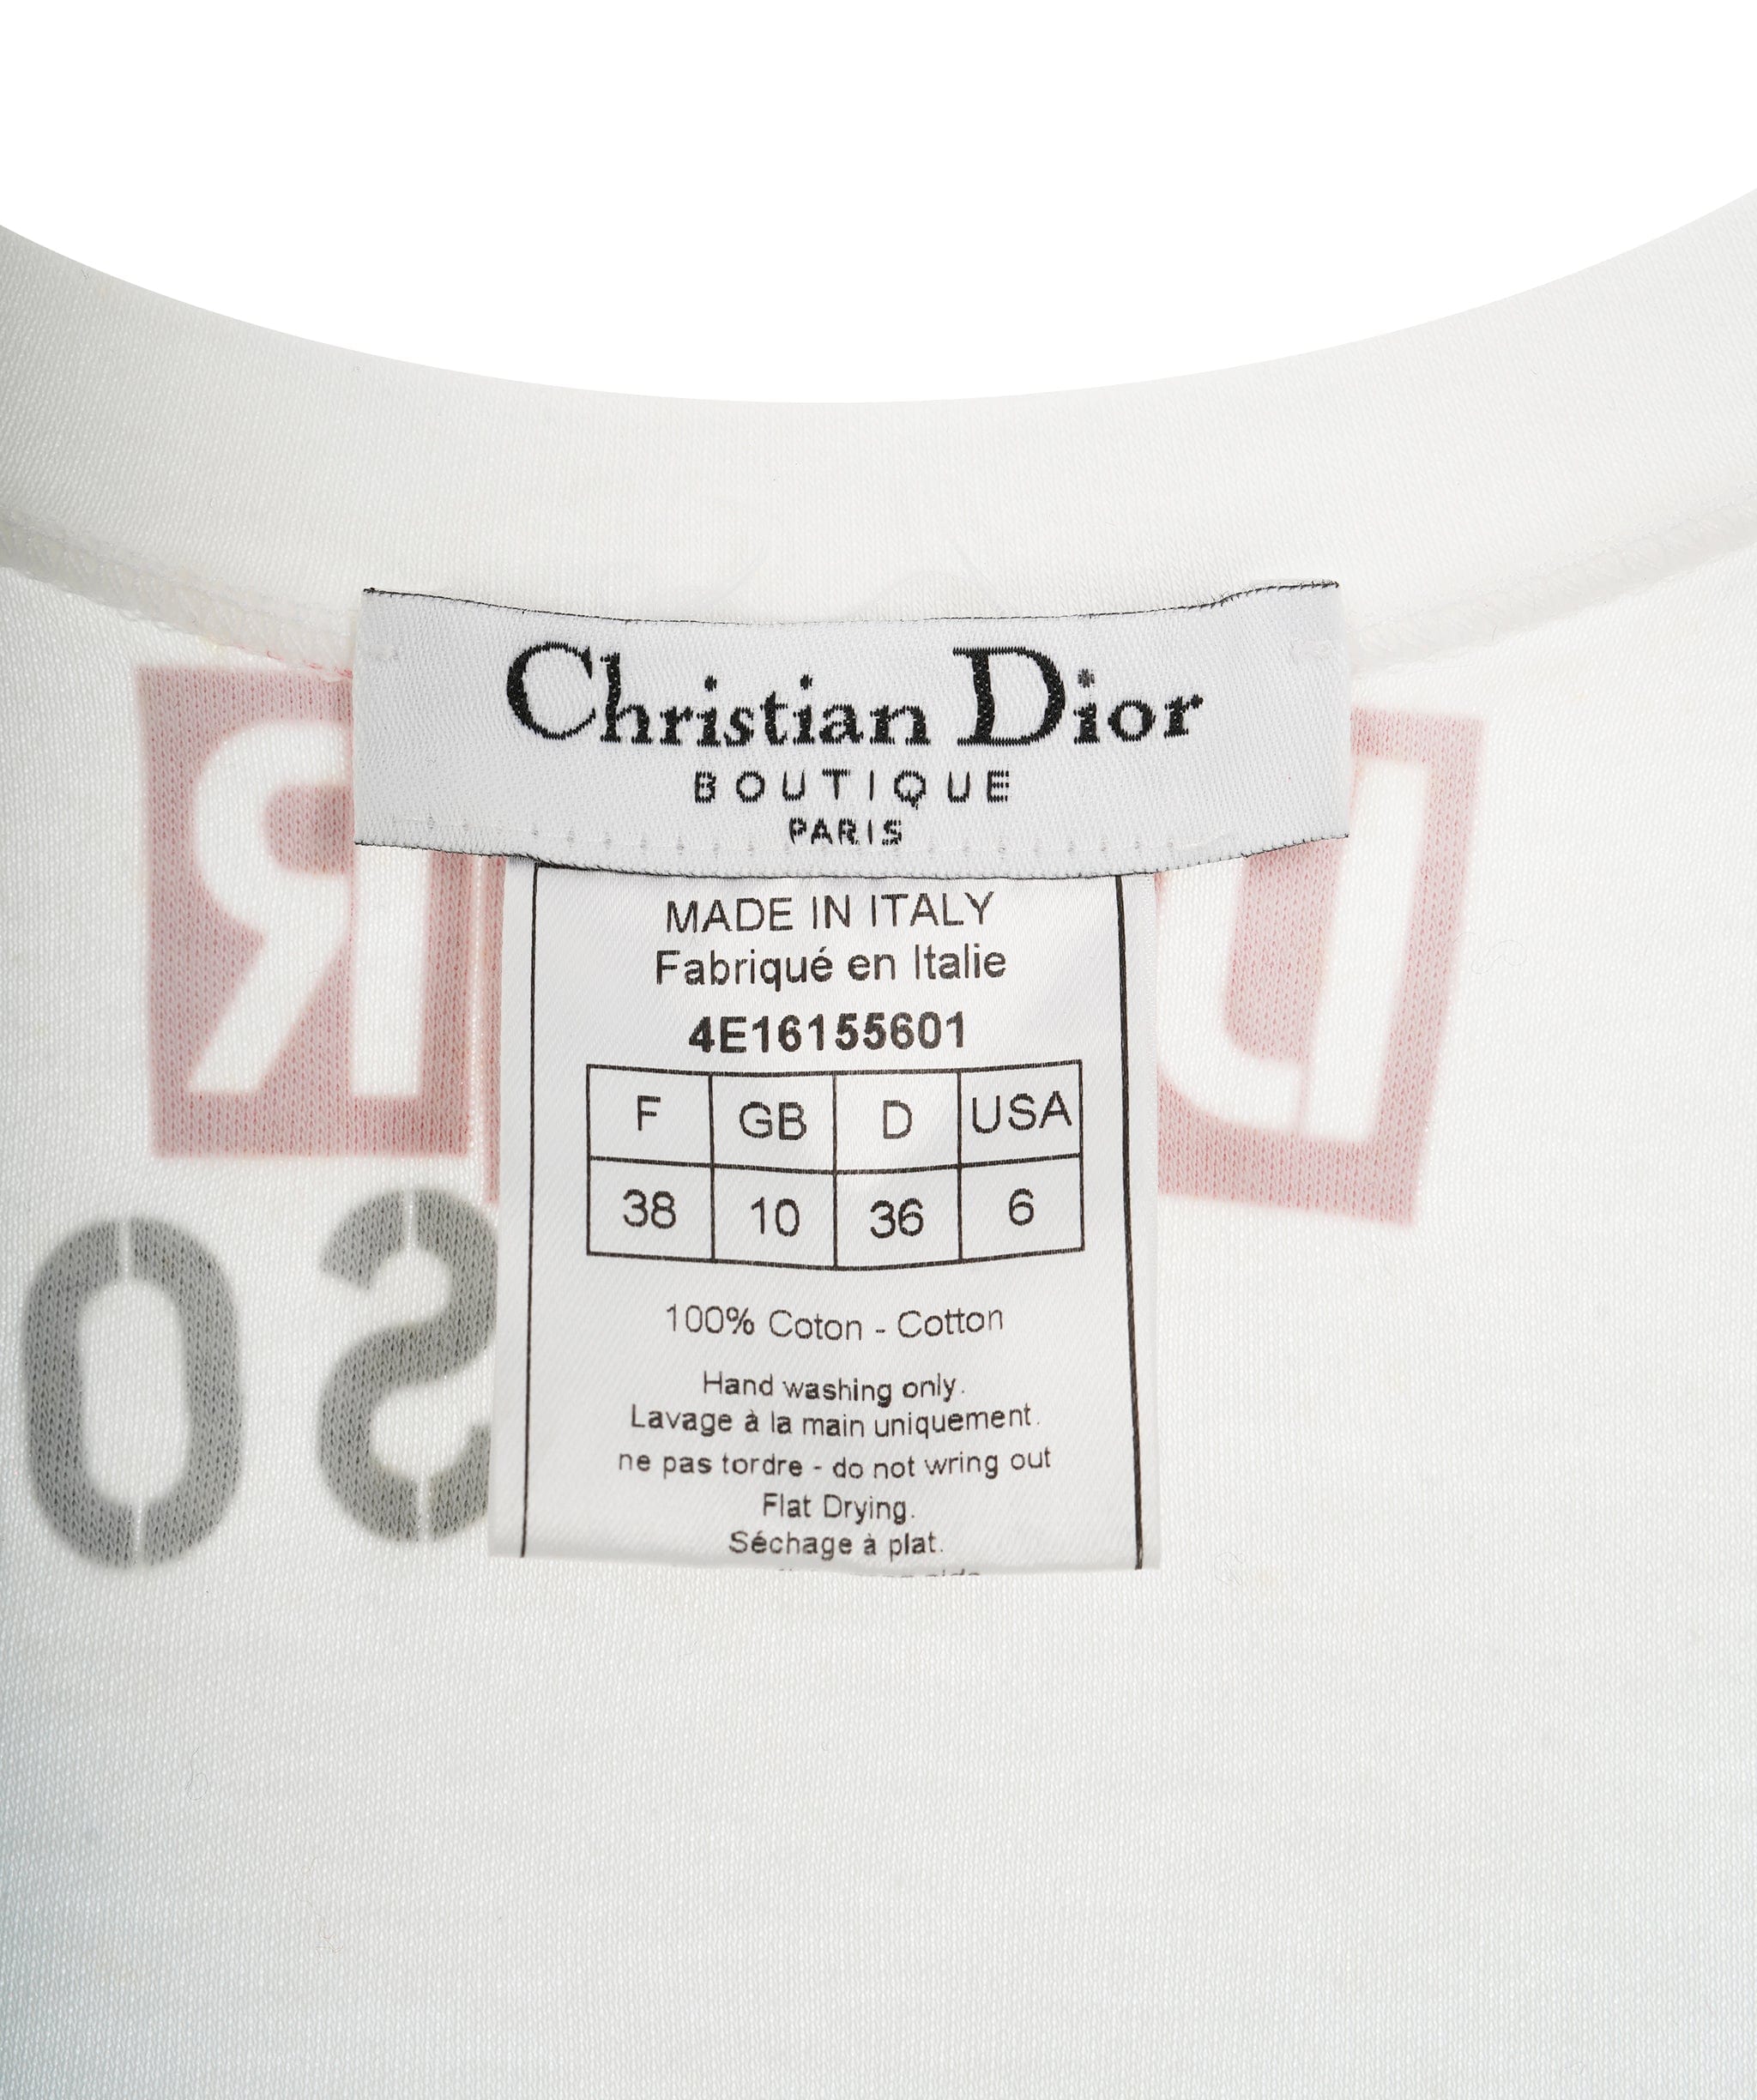 Christian Dior
BOUTIQUE
PARIS
MADE IN ITALY
Fabriqué en Italie
4E16155601
F GB D USA
38 10 36 6
100% Coton - Cotton
Hand washing only.
Lavage à la main uniquement.
ne pas tordre - do not wring out
Flat Drying.
Séchage à plat.